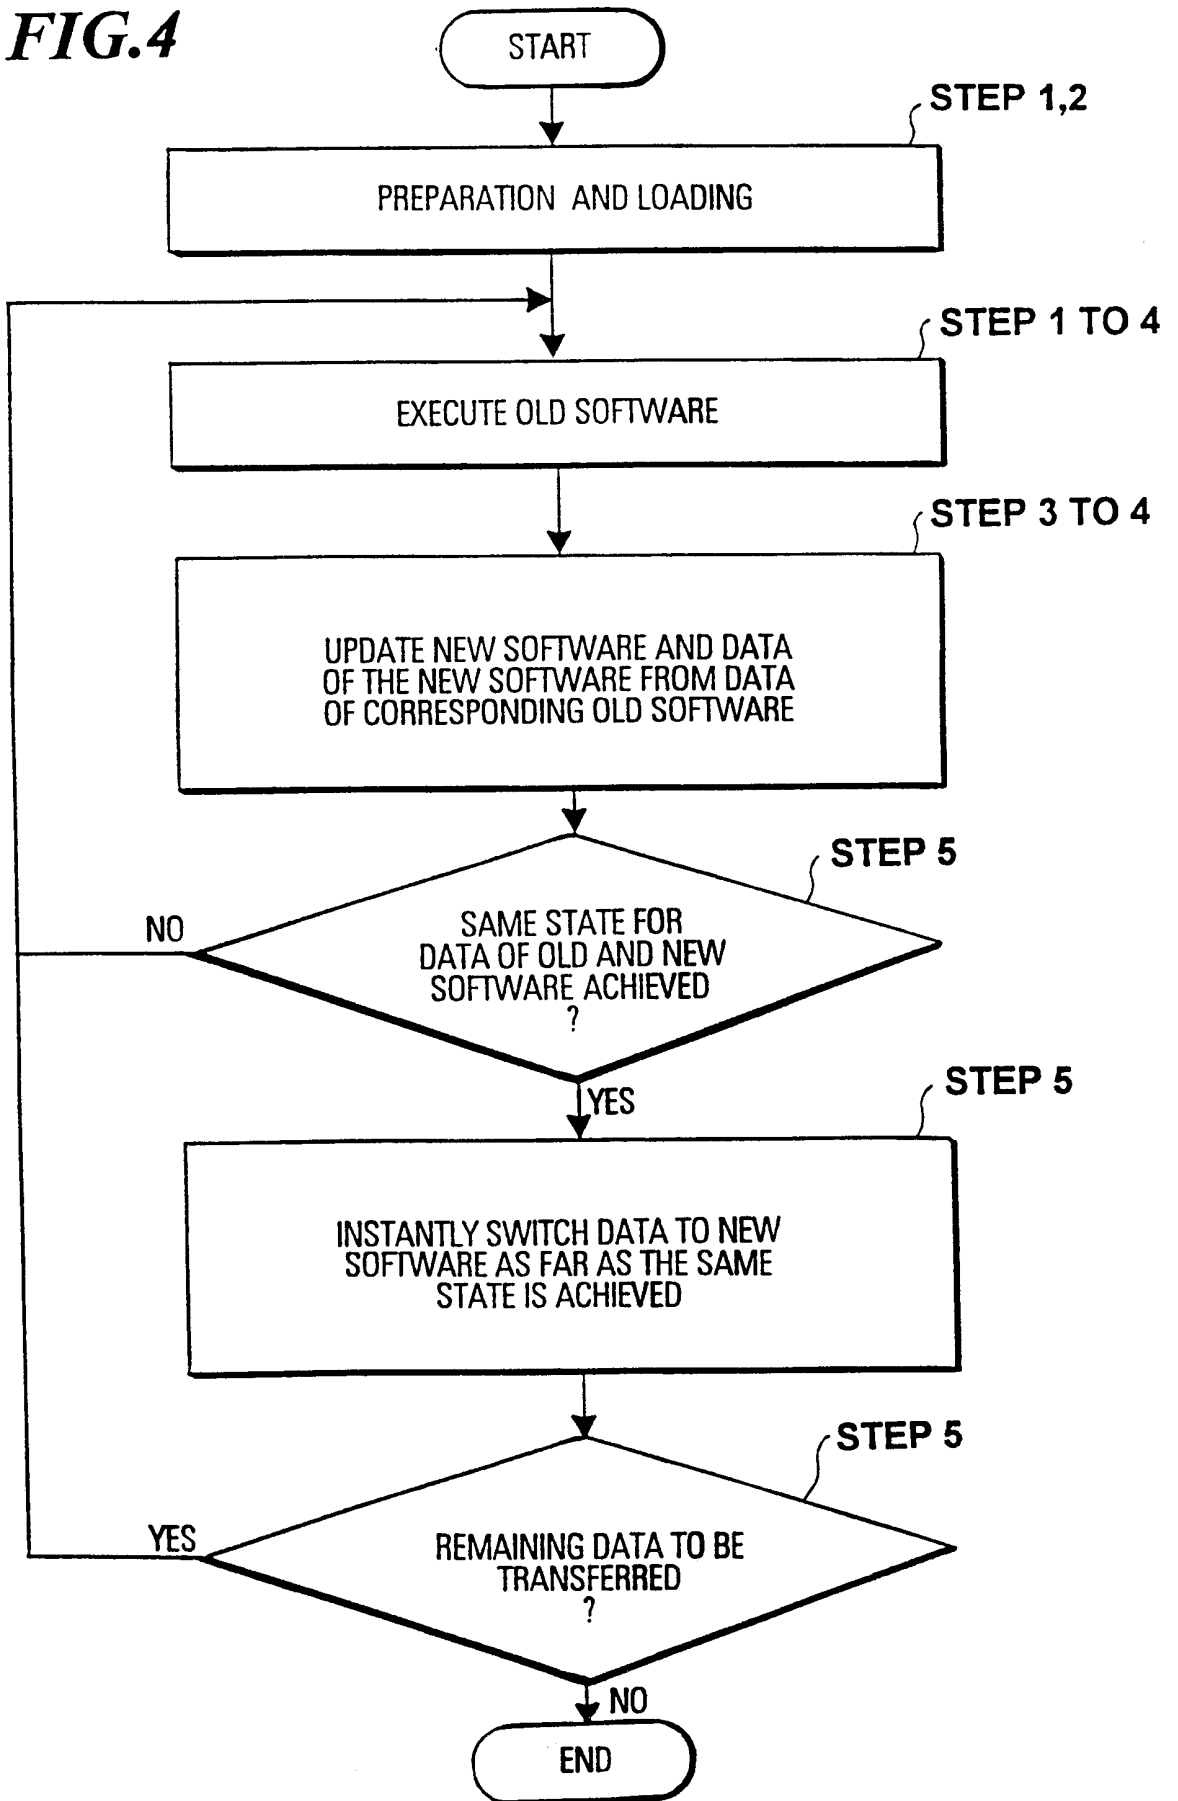 FIG.4
START
STEP 1,2
PREPARATION AND LOADING
STEP 1 TO 4
EXECUTE OLD SOFTWARE
STEP 3 TO 4
UPDATE NEW SOFTWARE AND DATA
OF THE NEW SOFTWARE FROM DATA
OF CORRESPONDING OLD SOFTWARE
STEP 5
NO
SAME STATE FOR
DATA OF OLD AND NEW
SOFTWARE ACHIEVED
?
YES
STEP 5
INSTANTLY SWITCH DATA TO NEW
SOFTWARE AS FAR AS THE SAME
STATE IS ACHIEVED
STEP 5
YES
REMAINING DATA TO BE
TRANSFERRED
?
NO
END